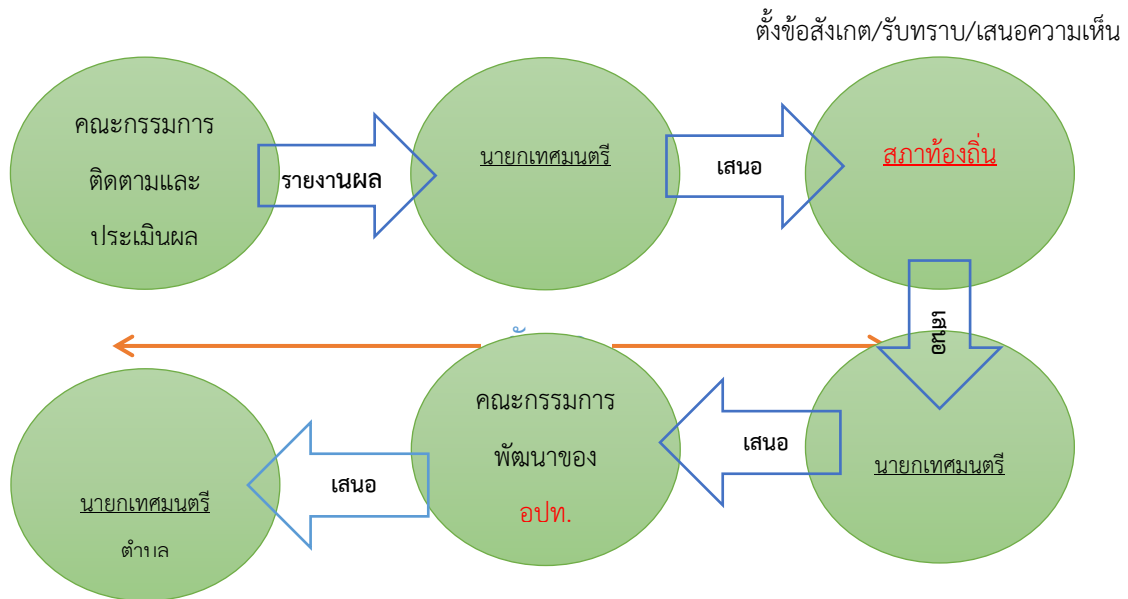 ตั้งข้อสังเกต/รับทราบ/เสนอความเห็น
คณะกรรมการ
ติดตามและ
ประเมินผล
รายงานผล
นายกเทศมนตรี
เสนอ
สภาท้องถิ่น
เสนอ
นายกเทศมนตรี
เสนอ
คณะกรรมการ
พัฒนาของ
อปท.
เสนอ
นายกเทศมนตรี
ตำบล